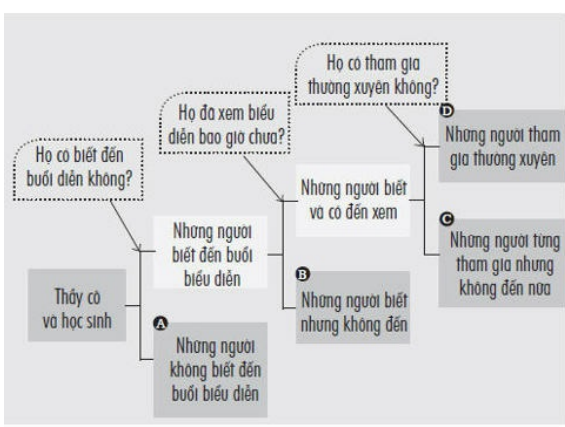 Họ có tham gia
thường xuyên không?
Họ đã xem biểu
diễn bao giờ chưa?
D
Những người tham
gia thường xuyên
Họ có biết đến
buổi diễn không?
Những người biết
và có đến xem
C
Những người từng
tham gia nhưng
không đến nữa
Những người
biết đến buổi
biểu diễn
B
Những người biết
nhưng không đến
Thầy cô
và học sinh
A
Những người
không biết đến
buổi biểu diễn